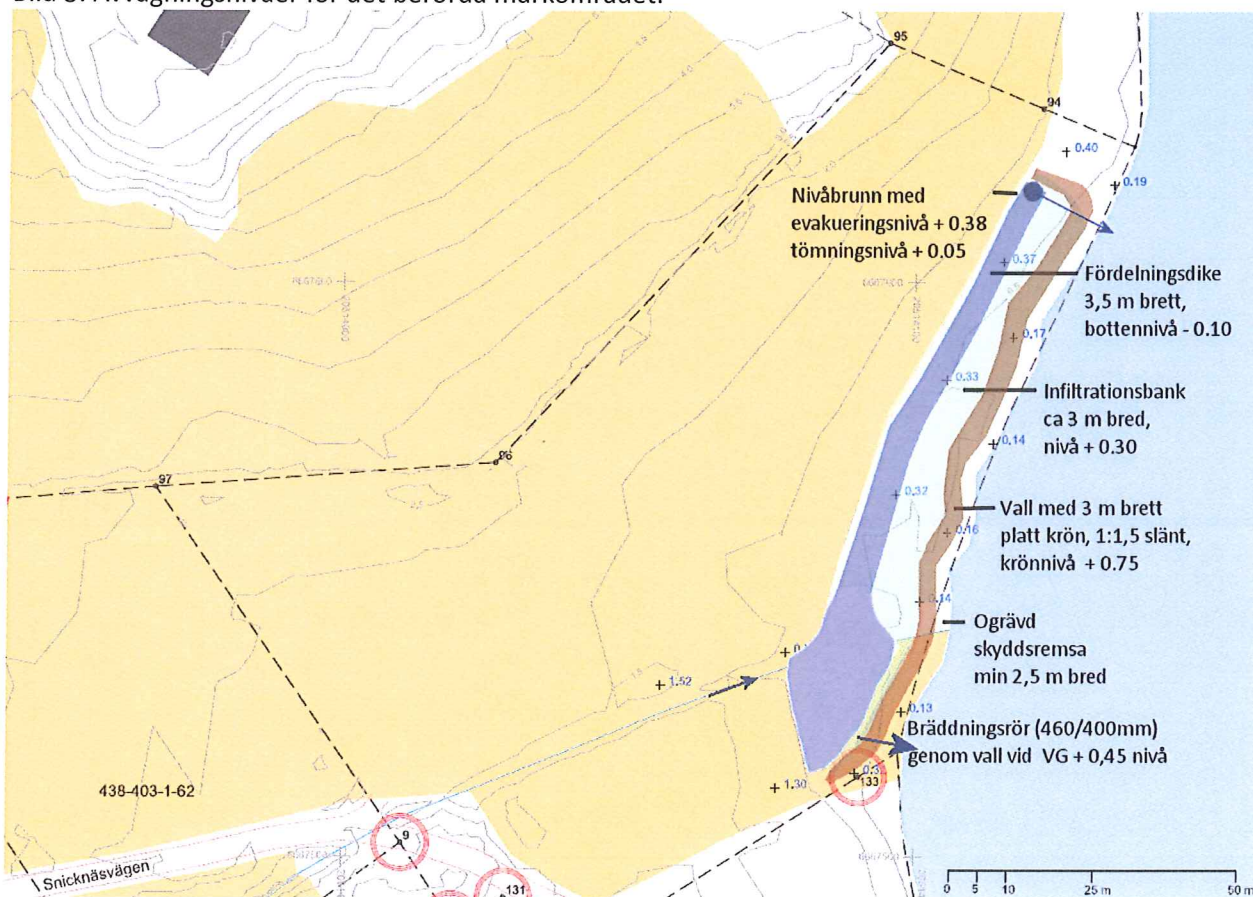 95
94
0.40
0.19
Nivåbrunn med
evakueringsnivå + 0.38
tömningsnivå + 0.05
0.37
Fördelningsdike
3,5 m brett,
bottennivå - 0.10
0.17
0.33
Infiltrationsbank
ca 3 m bred,
nivå + 0.30
0.14
96
97
0.32
Vall med 3 m brett
platt krön, 1:1,5 slänt,
krönnivå + 0.75
0.16
0.14
Ogrävd
skyddsremsa
min 2,5 m bred
1.52
0.13
Bräddningsrör (460/400mm)
genom vall vid VG + 0,45 nivå
133
1.30
438-403-1-62
9
Snicknäsvägen
131
0 5 10 25 m 50 m